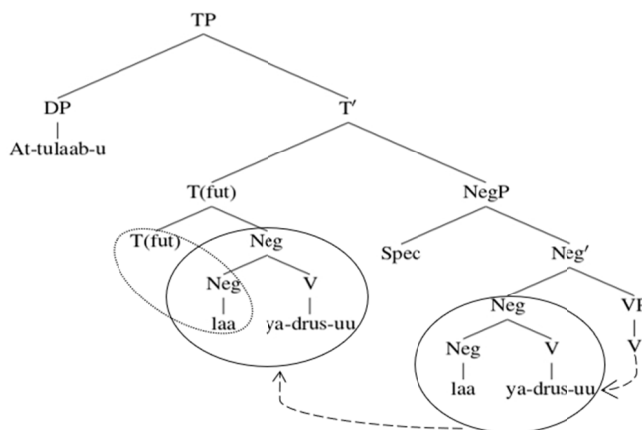 TP
DP T′
At-tulaab-u
T(fut) NegP
T(fut) Neg Spec Neg′
Neg V Neg VP
laa ya-drus-uu Neg V V
laa ya-drus-uu